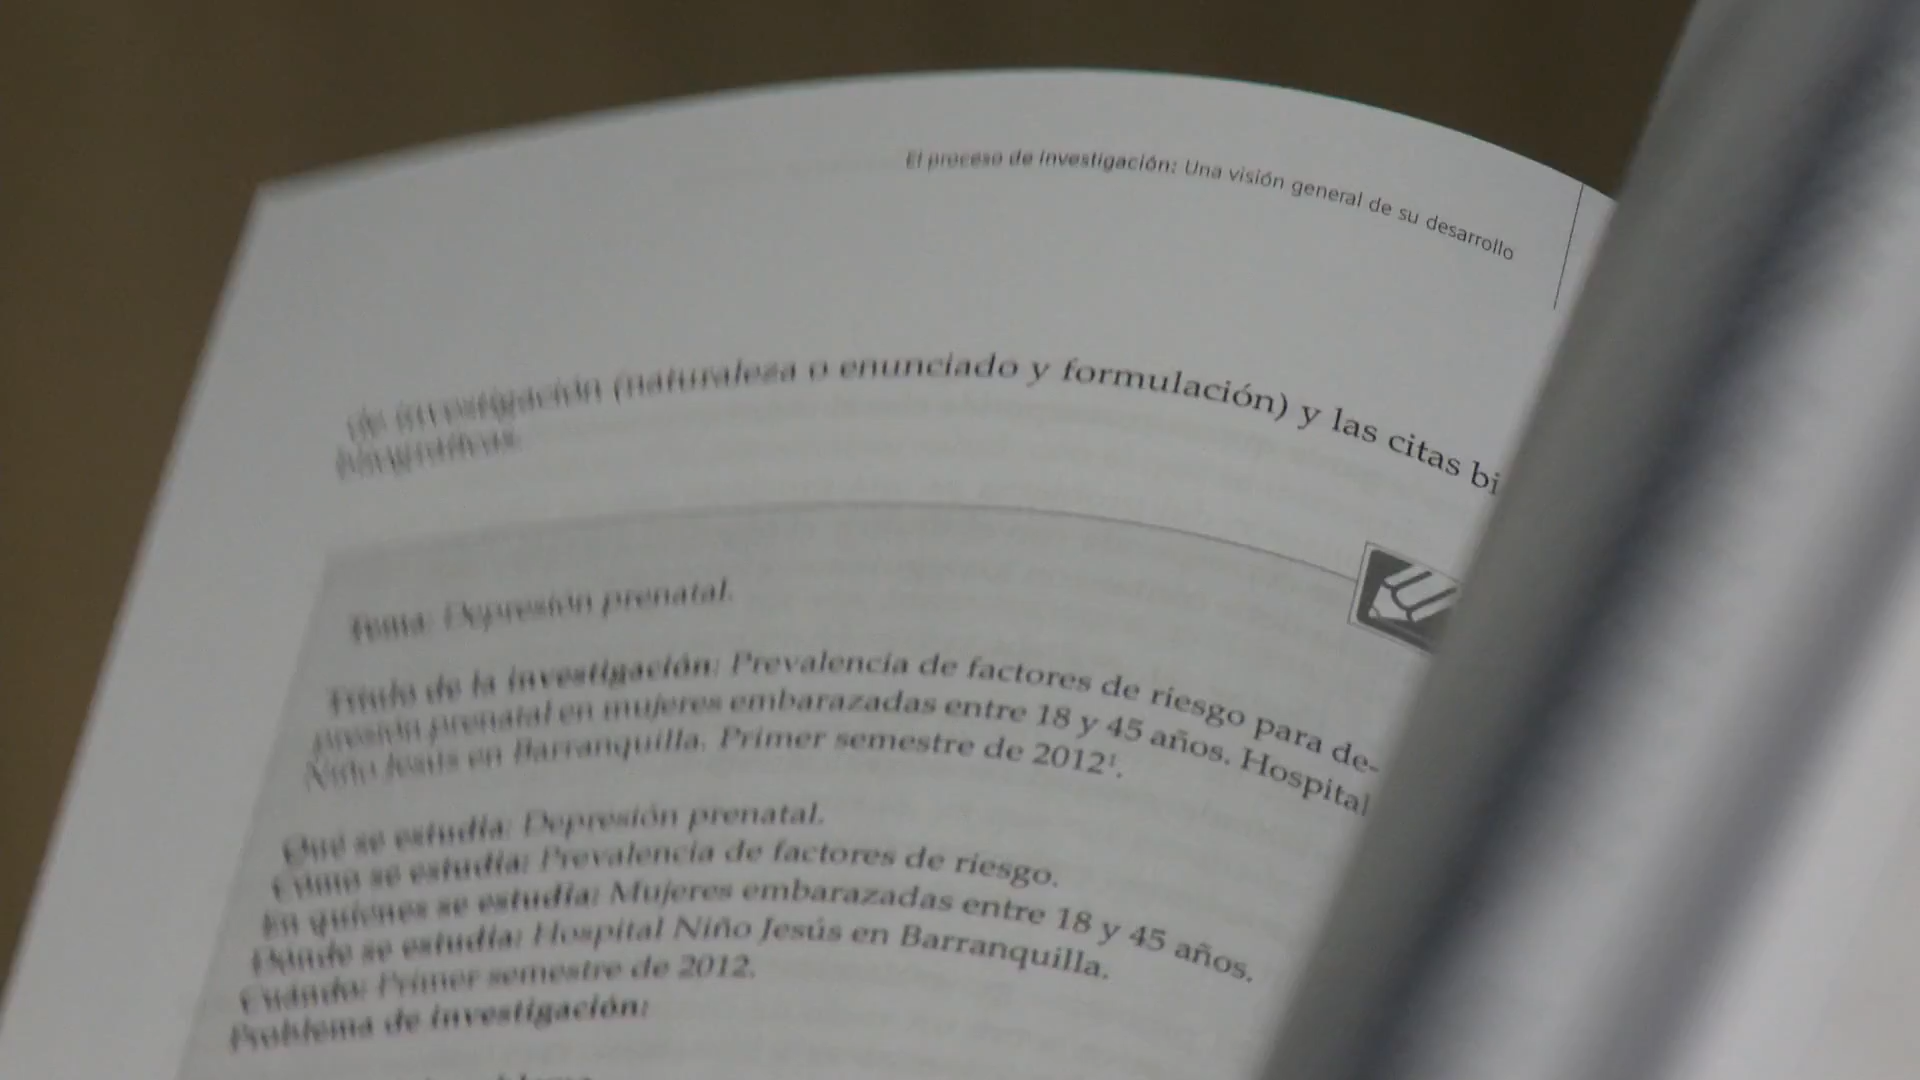 El proceso de investigación: Una visión general de su desarrollo
de investigación (naturaleza o enunciado y formulación) y las citas bi
bliográficas.
Tema: Depresión prenatal.
Título de la investigación: Prevalencia de factores de riesgo para de-
presión prenatal en mujeres embarazadas entre 18 y 45 años. Hospital
Niño Jesús en Barranquilla. Primer semestre de 2012¹.
Qué se estudia: Depresión prenatal.
Cómo se estudia: Prevalencia de factores de riesgo.
En quiénes se estudia: Mujeres embarazadas entre 18 y 45 años.
Dónde se estudia: Hospital Niño Jesús en Barranquilla.
Cuándo: Primer semestre de 2012.
Problema de investigación: